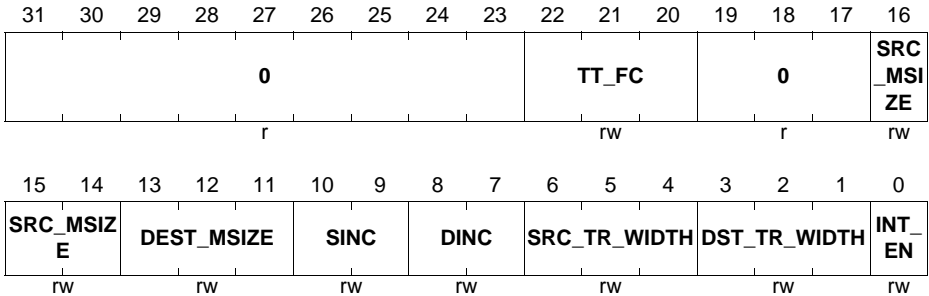 31 30 29 28 27 26 25 24 23 22 21 20 19 18 17 16
0 TT_FC 0 SRC
_MSI
ZE
r rw r rw
15 14 13 12 11 10 9 8 7 6 5 4 3 2 1 0
SRC_MSIZ
E DEST_MSIZE SINC DINC SRC_TR_WIDTH DST_TR_WIDTH INT_
EN
rw rw rw rw rw rw rw